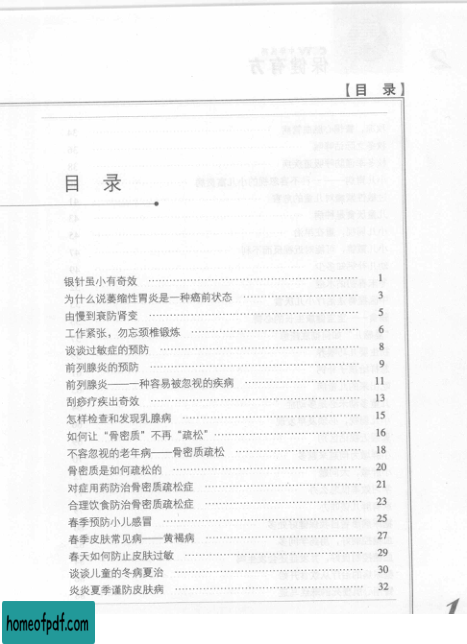 【目 录】
目 录
银针虽小有奇效 1
为什么说萎缩性胃炎是一种癌前状态 3
由慢到衰防肾变 5
工作紧张，勿忘颈椎锻炼 6
谈谈过敏症的预防 8
前列腺炎的预防 9
前列腺炎——一种容易被忽视的疾病 11
刮痧疗疾出奇效 13
怎样检查和发现乳腺病 15
如何让“骨密质”不再“疏松” 16
不容忽视的老年病——骨密质疏松 18
骨密质是如何疏松的 20
对症用药防治骨密质疏松症 21
合理饮食防治骨密质疏松症 23
春季预防小儿感冒 25
春季皮肤常见病——黄褐病 27
春天如何防止皮肤过敏 29
谈谈儿童的冬病夏治 30
炎炎夏季谨防皮肤病 32
1
homeofpdf.com